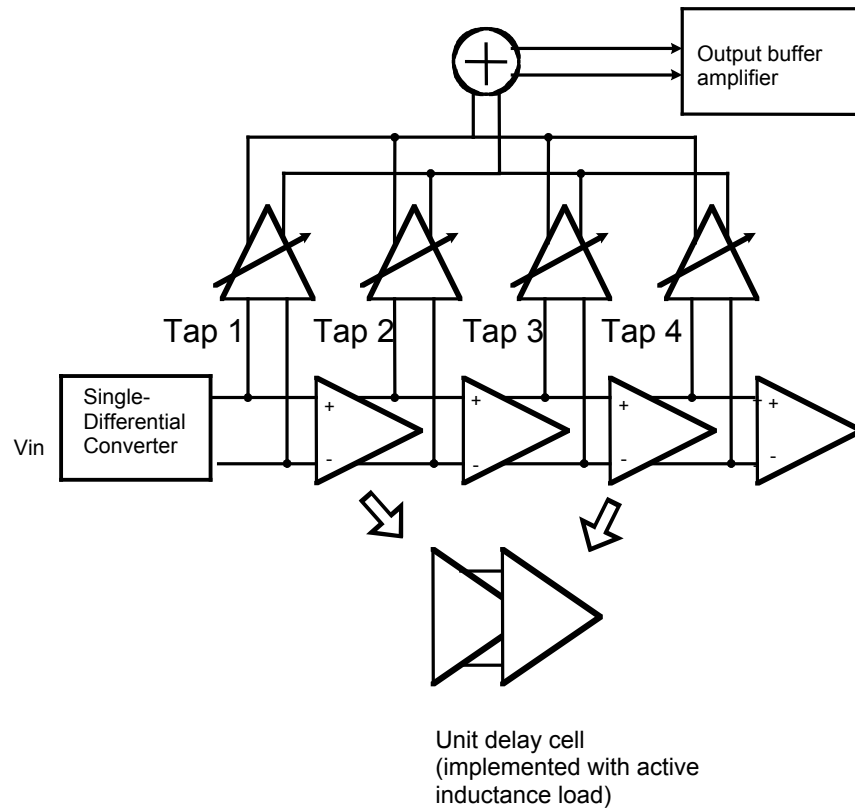 Output buffer
amplifier
Tap 1
Tap 2
Tap 3
Tap 4
Single-
Differential
Converter
Vin
+
-
+
-
+
-
+
-
Unit delay cell
(implemented with active
inductance load)